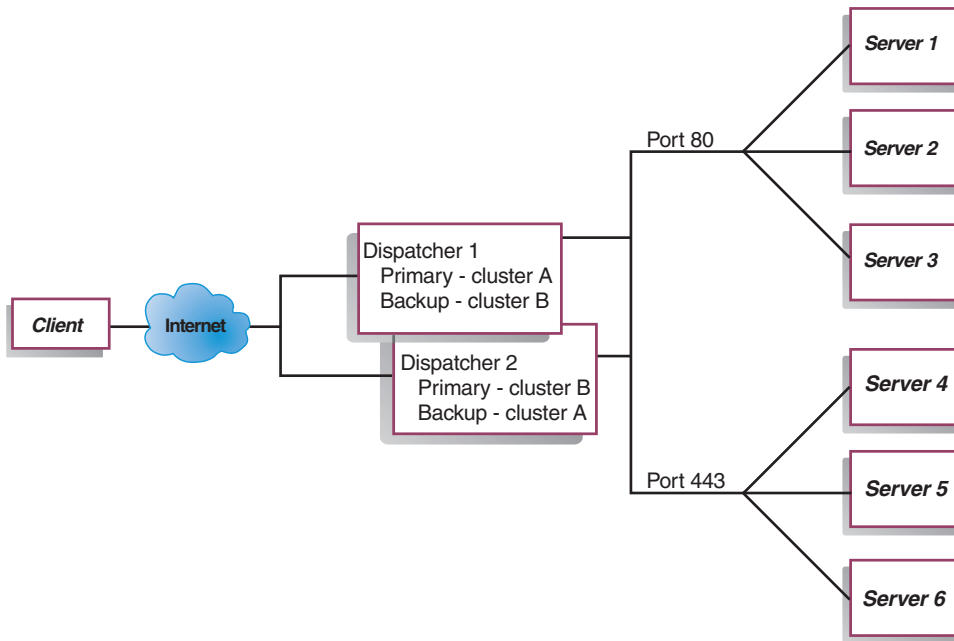 Client
Internet
Dispatcher 1
Primary - cluster A
Backup - cluster B
Dispatcher 2
Primary - cluster B
Backup - cluster A
Port 80
Server 1
Server 2
Server 3
Port 443
Server 4
Server 5
Server 6